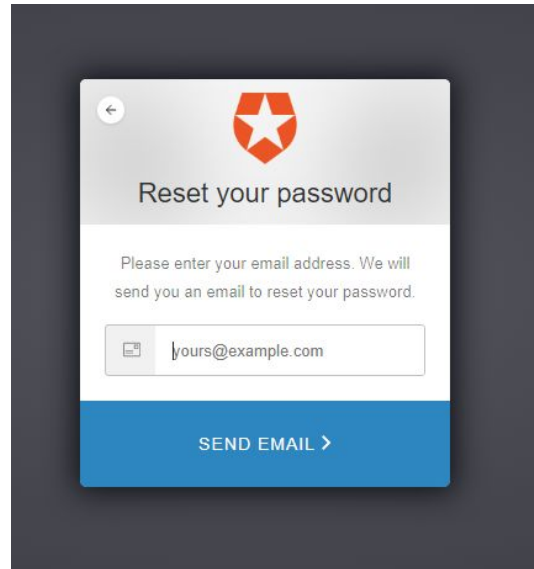 Reset your password
Please enter your email address. We will
send you an email to reset your password.
yours@example.com
SEND EMAIL